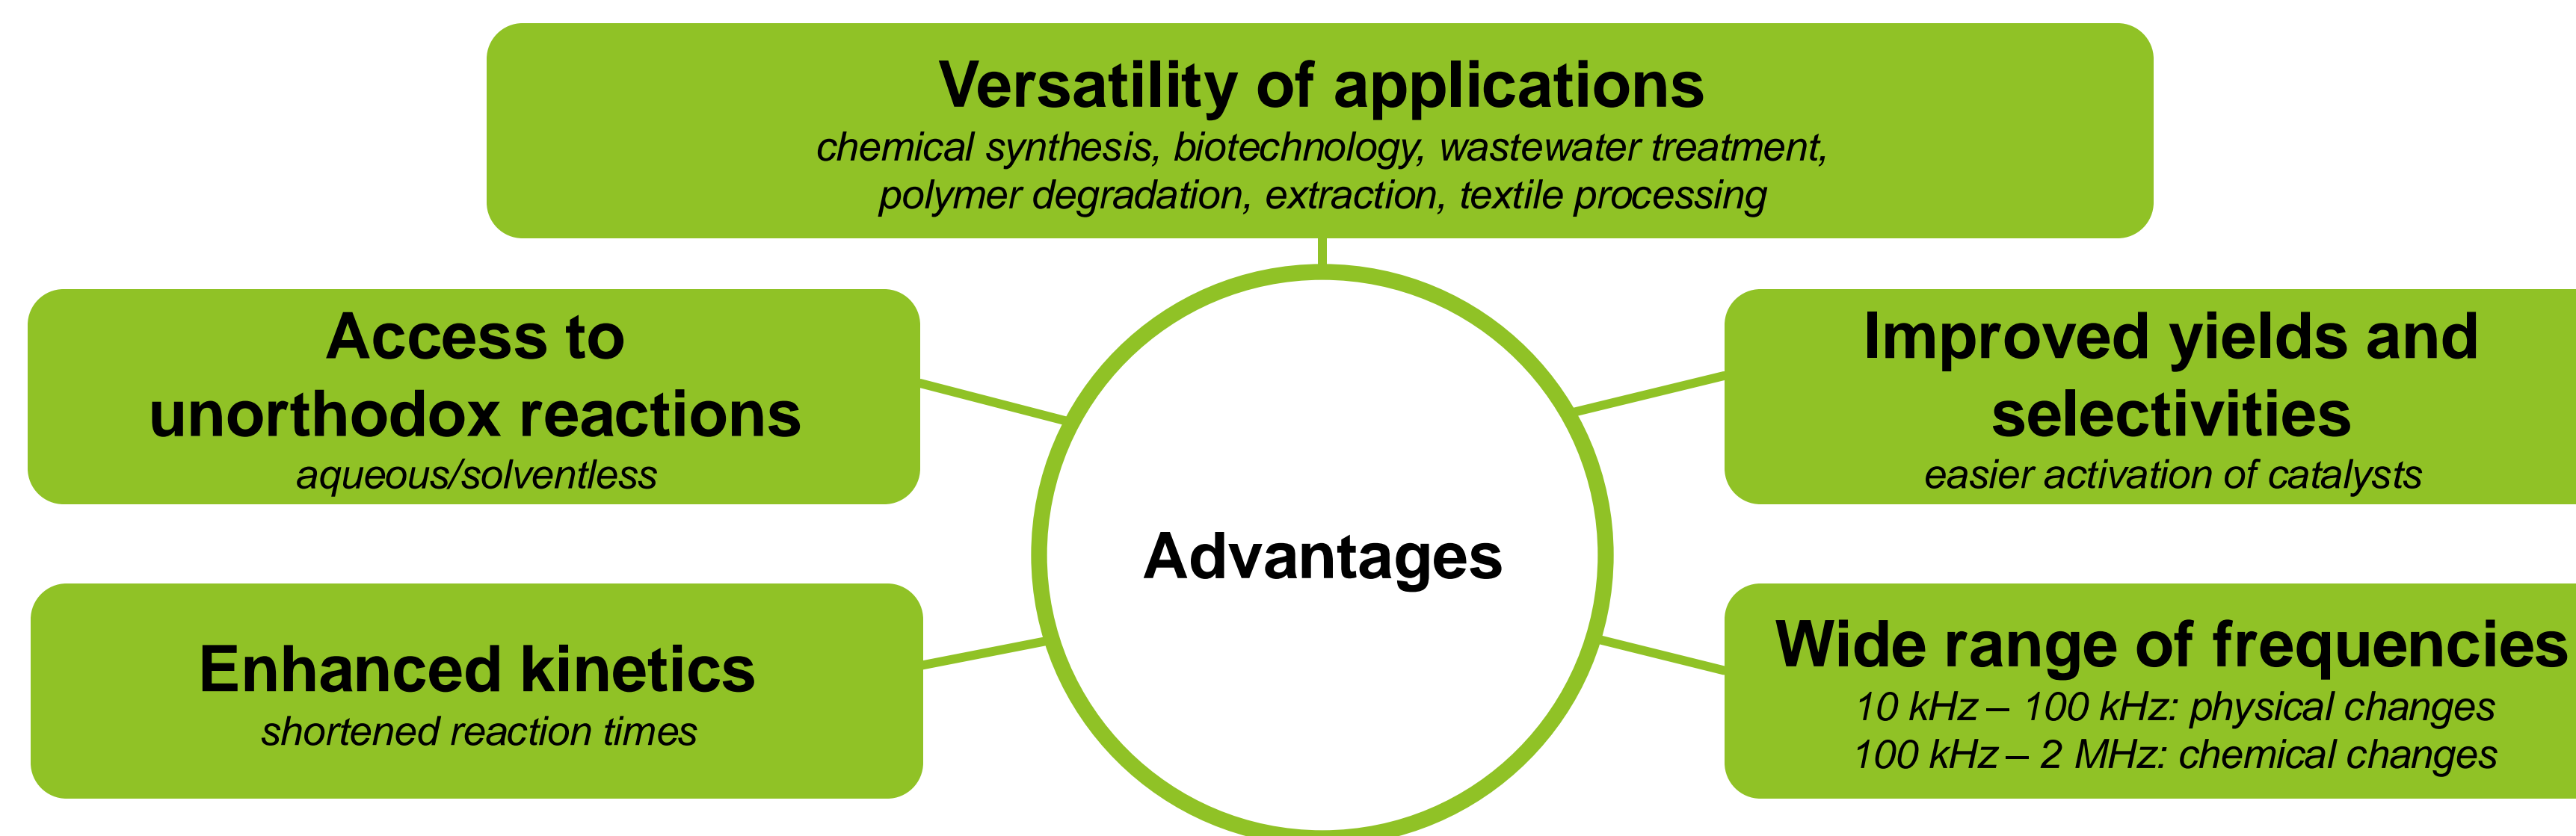 Versatility of applications
chemical synthesis, biotechnology, wastewater treatment,
polymer degradation, extraction, textile processing
Access to
unorthodox reactions
aqueous/solventless
Improved yields and
selectivities
easier activation of catalysts
Advantages
Enhanced kinetics
shortened reaction times
Wide range of frequencies
10 kHz – 100 kHz: physical changes
100 kHz – 2 MHz: chemical changes